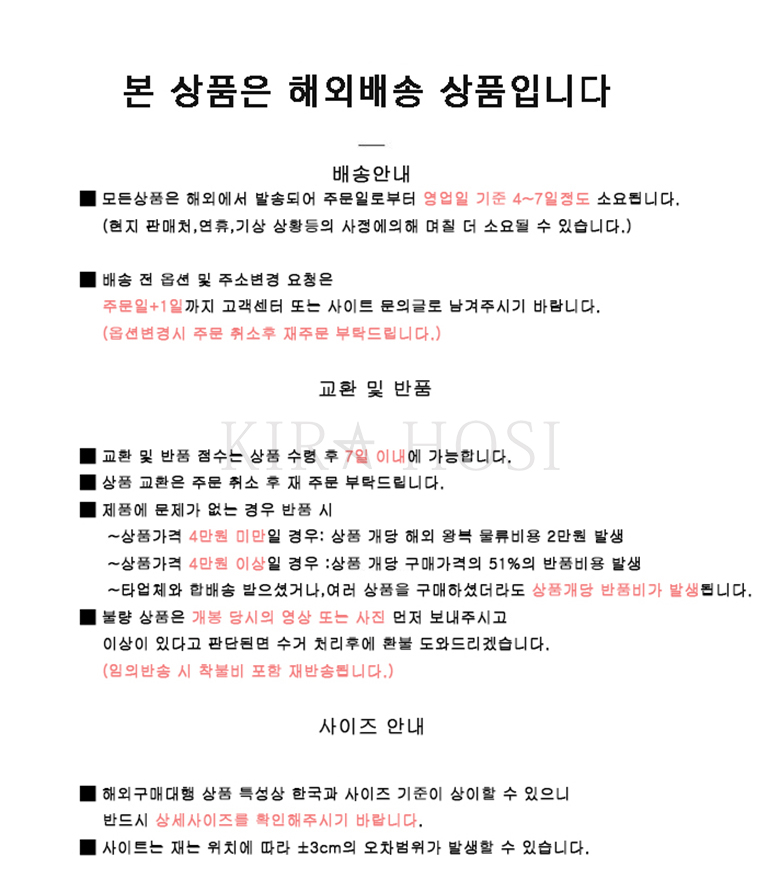 본 상품은 해외배송 상품입니다
배송안내
■ 모든상품은 해외에서 발송되어 주문일로부터 영업일 기준 4~7일정도 소요됩니다.
(현지 판매처,연휴,기상 상황등의 사정에의해 며칠 더 소요될 수 있습니다.)
■ 배송 전 옵션 및 주소변경 요청은
주문일+1일까지 고객센터 또는 사이트 문의글로 남겨주시기 바랍니다.
(옵션변경시 주문 취소후 재주문 부탁드립니다.)
교환 및 반품
KIRA HOSI
■ 교환 및 반품 접수는 상품 수령 후 7일 이내에 가능합니다.
■ 상품 교환은 주문 취소 후 재 주문 부탁드립니다.
■ 제품에 문제가 없는 경우 반품 시
~상품가격 4만원 미만일 경우: 상품 개당 해외 왕복 물류비용 2만원 발생
~상품가격 4만원 이상일 경우 :상품 개당 구매가격의 51%의 반품비용 발생
~타업체와 합배송 받으셨거나,여러 상품을 구매하셨더라도 상품개당 반품비가 발생됩니다.
■ 불량 상품은 개봉 당시의 영상 또는 사진 먼저 보내주시고
이상이 있다고 판단된면 수거 처리후에 환불 도와드리겠습니다.
(임의반송 시 착불비 포함 재반송됩니다.)
사이즈 안내
■ 해외구매대행 상품 특성상 한국과 사이즈 기준이 상이할 수 있으니
반드시 상세사이즈를 확인해주시기 바랍니다.
■ 사이트는 재는 위치에 따라 ±3cm의 오차범위가 발생할 수 있습니다.